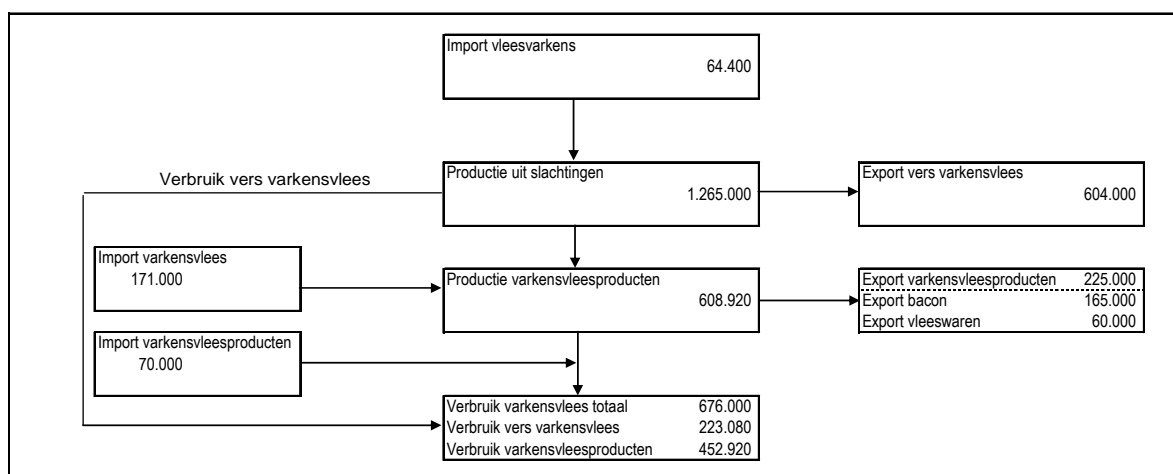 Import vleesvarkens
64.400
Verbruik vers varkensvlees
Productie uit slachtingen
1.265.000
Export vers varkensvlees
604.000
Import varkensvlees
171.000
Productie varkensvleesproducten
608.920
Export varkensvleesproducten 225.000
Export bacon 165.000
Export vleeswaren 60.000
Import varkensvleesproducten
70.000
Verbruik varkensvlees totaal 676.000
Verbruik vers varkensvlees 223.080
Verbruik varkensvleesproducten 452.920